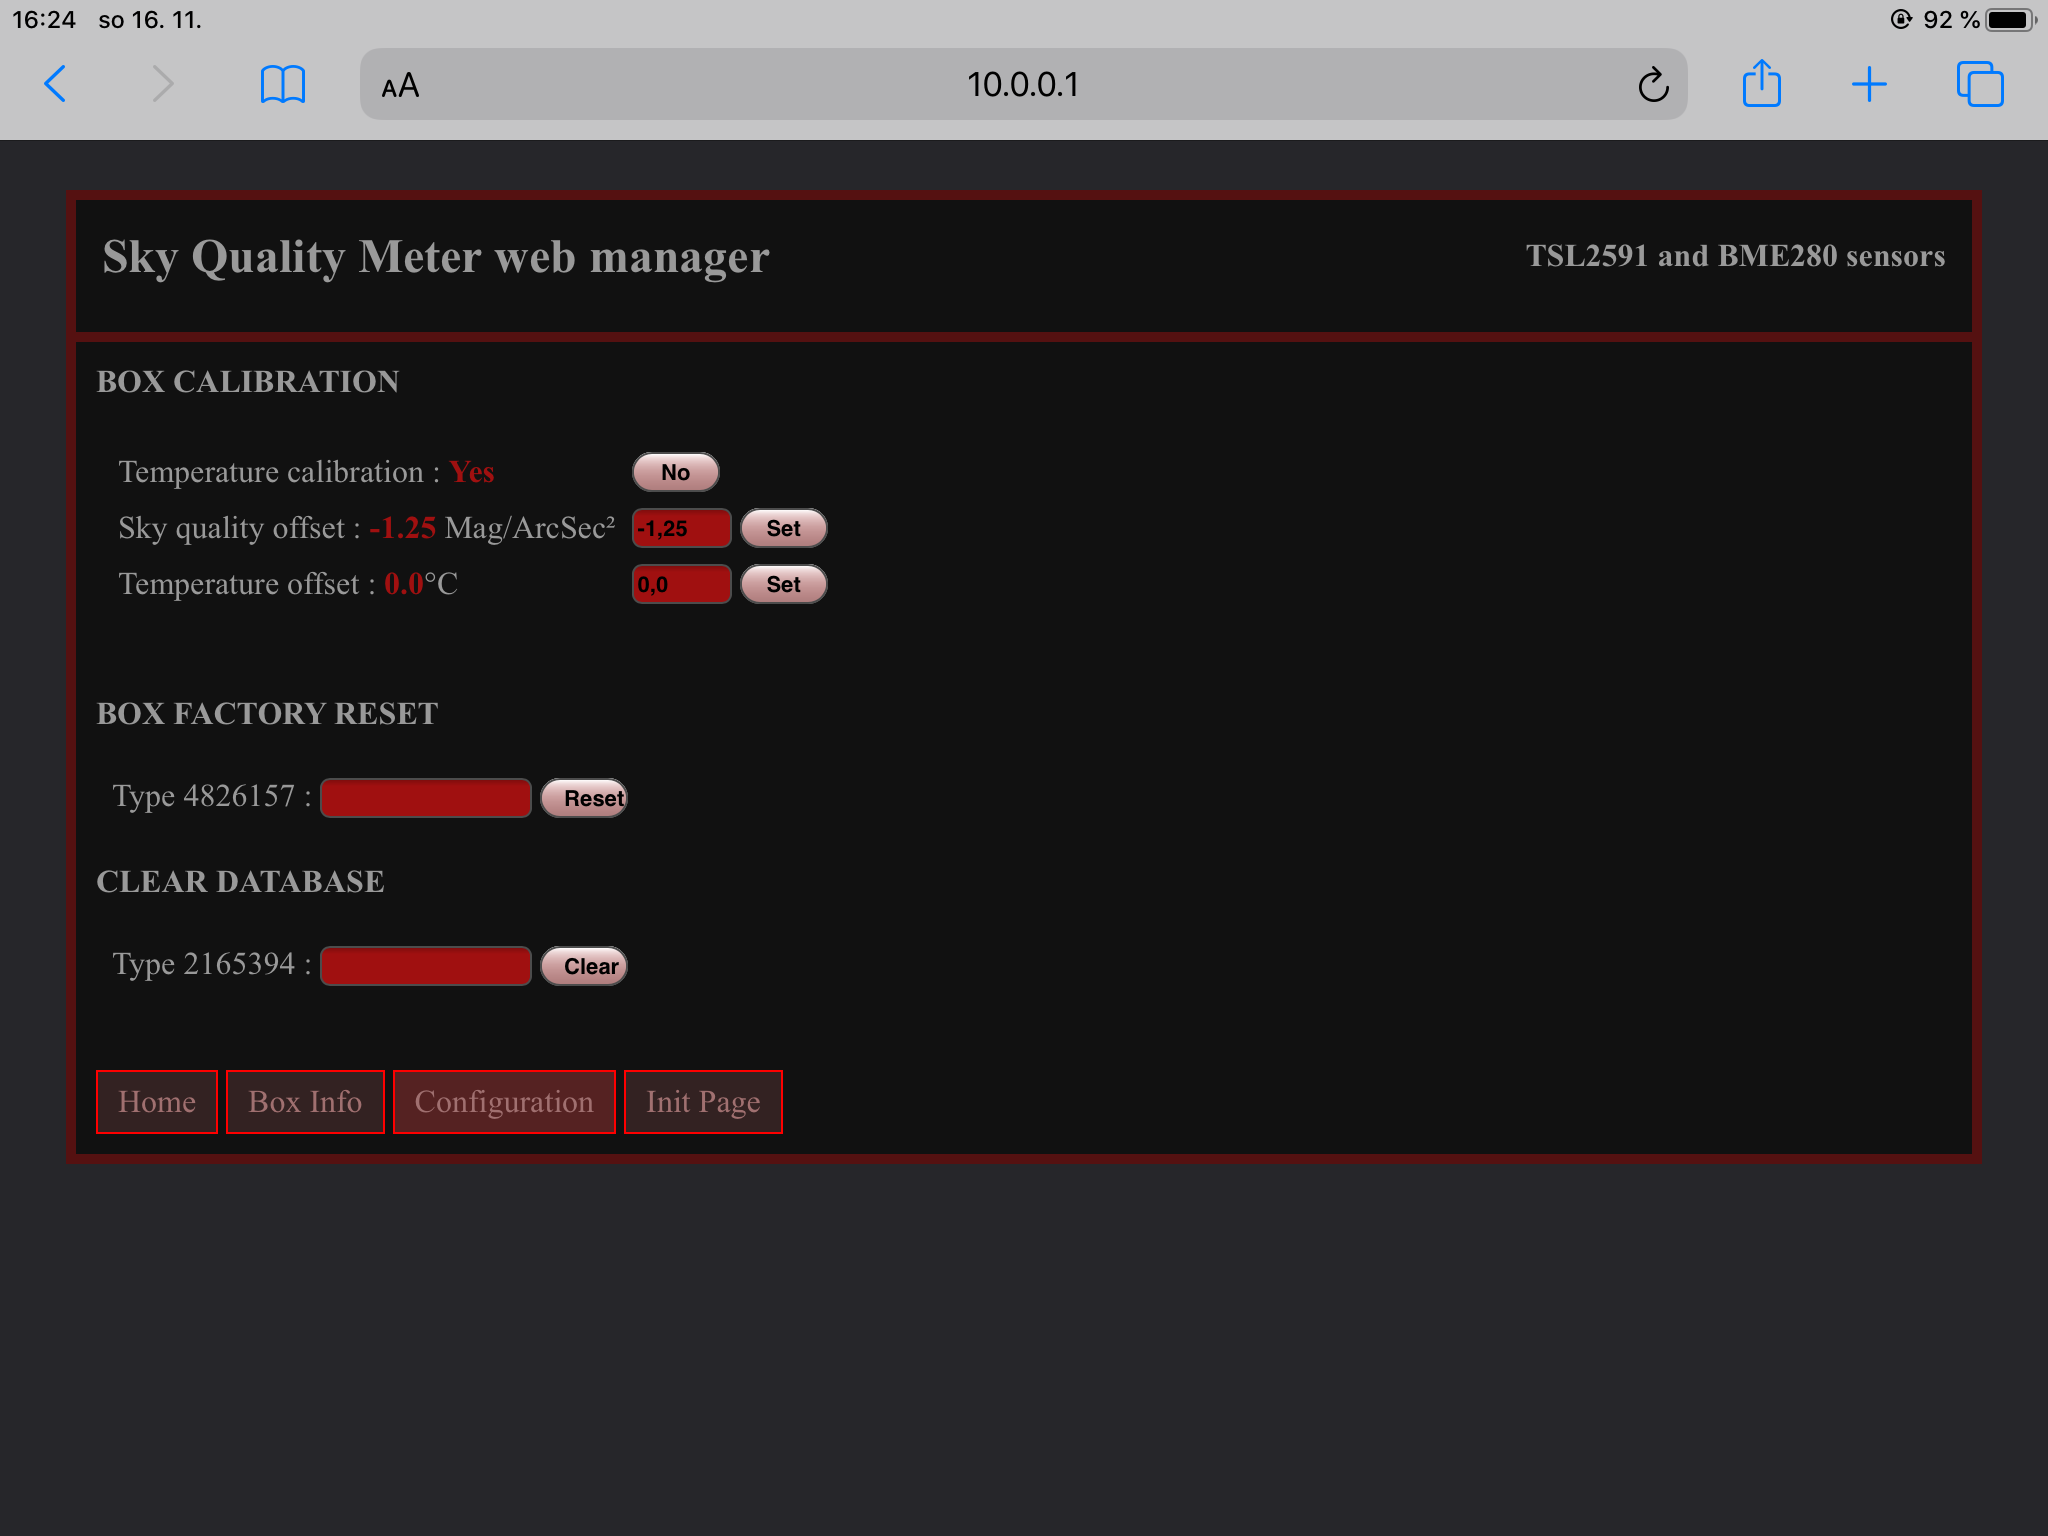 16:24 so 16. 11.
92 %
AA 10.0.0.1
Sky Quality Meter web manager
TSL2591 and BME280 sensors
BOX CALIBRATION
Temperature calibration : Yes No
Sky quality offset : -1.25 Mag/ArcSec² -1,25 Set
Temperature offset : 0.0°C 0,0 Set
BOX FACTORY RESET
Type 4826157 : Reset
CLEAR DATABASE
Type 2165394 : Clear
Home Box Info Configuration Init Page